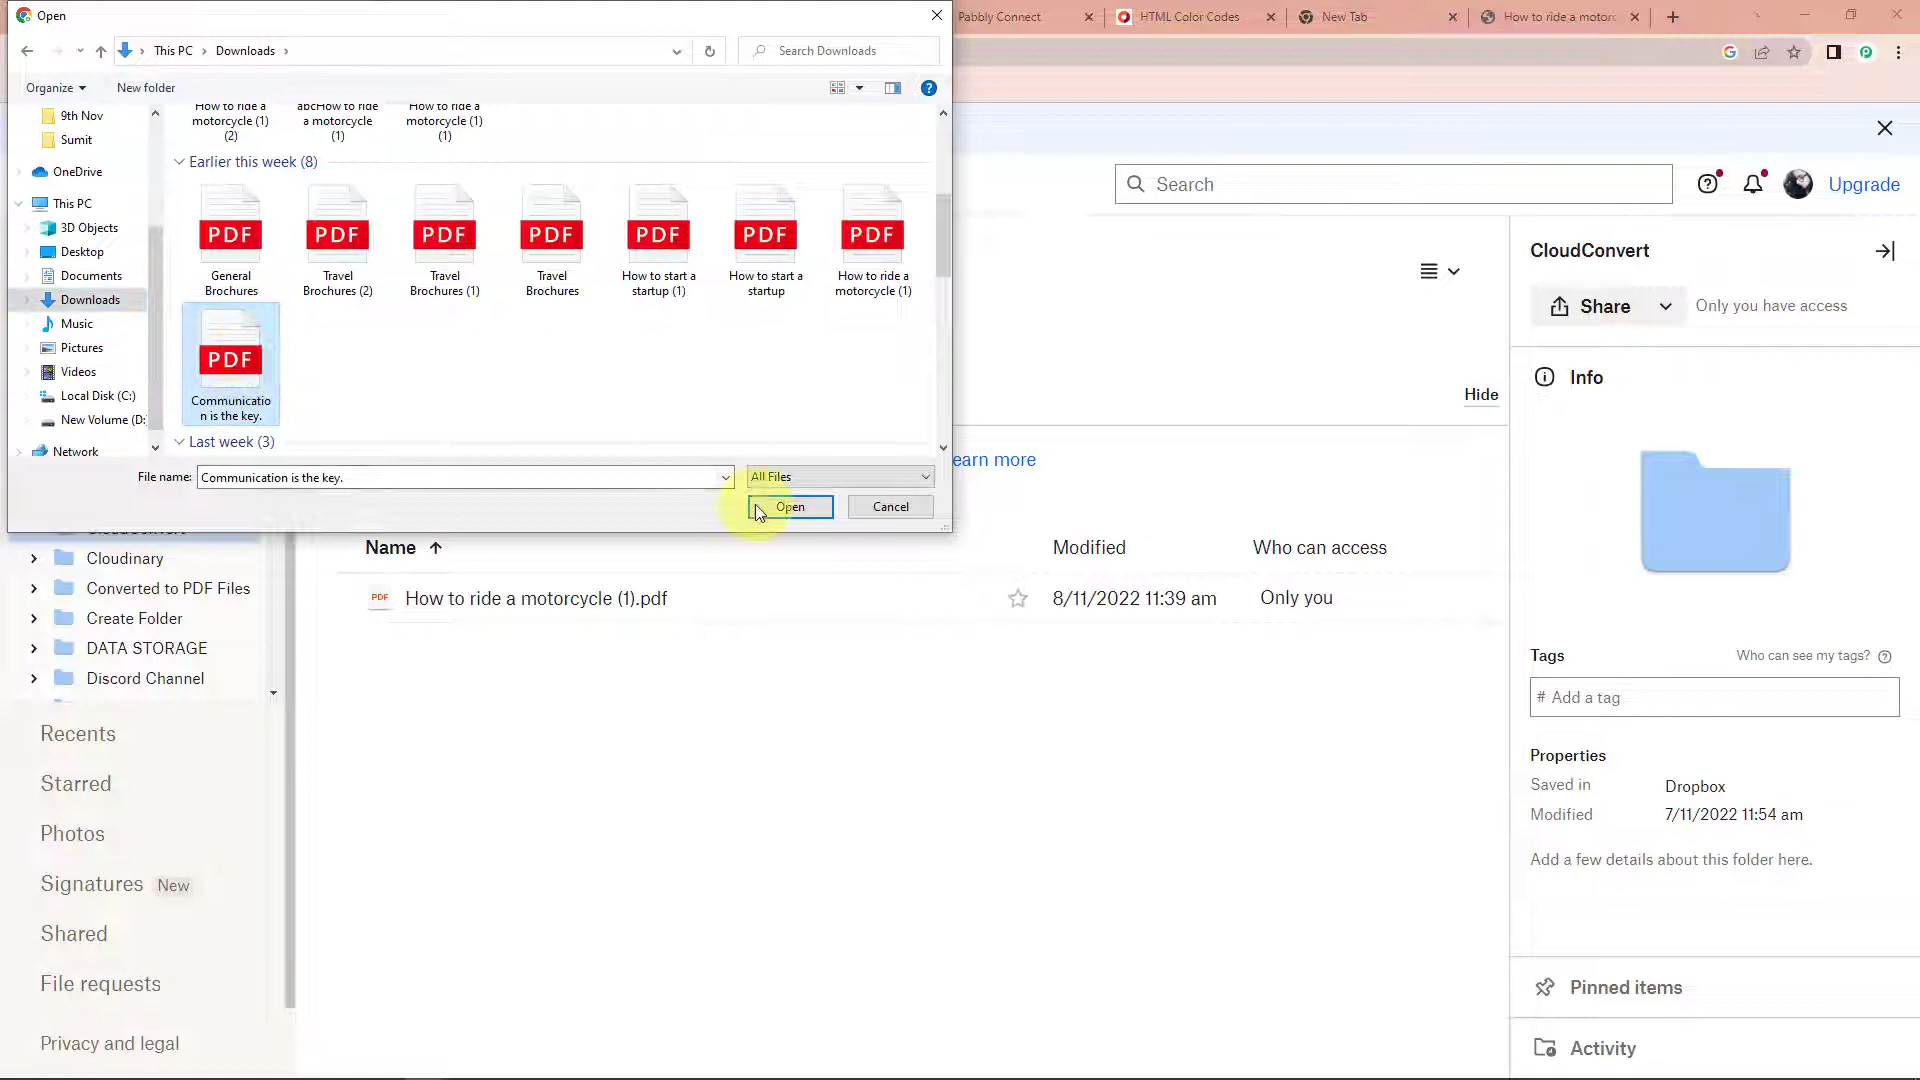 Open
Pabbly Connect
HTML Color Codes
New Tab
How to ride a motorc
This PC
Downloads
Search Downloads
Organize
New folder
9th Nov
Sumit
OneDrive
This PC
3D Objects
Desktop
Documents
Downloads
Music
Pictures
Videos
Local Disk (C:)
New Volume (D:
Network
How to ride a
motorcycle (1)
(2)
abcHow to ride
a motorcycle
(1)
How to ride a
motorcycle (1)
(1)
Earlier this week (8)
PDF
General
Brochures
PDF
Travel
Brochures (2)
PDF
Travel
Brochures (1)
PDF
Travel
Brochures
PDF
How to start a
startup (1)
PDF
How to start a
startup
PDF
How to ride a
motorcycle (1)
PDF
Communicatio
n is the key.
Last week (3)
File name:
Communication is the key.
All Files
Open
Cancel
Search
Upgrade
Hide
earn more
CloudConvert
Cloudinary
Converted to PDF Files
Create Folder
DATA STORAGE
Discord Channel
Recents
Starred
Photos
Signatures New
Shared
File requests
Privacy and legal
Name
Modified
Who can access
PDF
How to ride a motorcycle (1).pdf
8/11/2022 11:39 am
Only you
CloudConvert
Share
Only you have access
Info
Tags
Who can see my tags?
# Add a tag
Properties
Saved in
Dropbox
Modified
7/11/2022 11:54 am
Add a few details about this folder here.
Pinned items
Activity